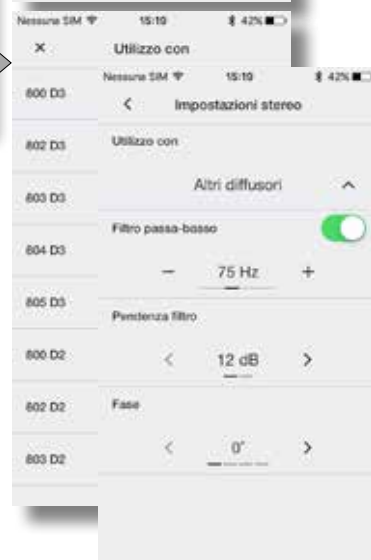 Nessuna SIM 15:19 42%
× Utilizzo con
800 D3
802 D3
803 D3
804 D3
805 D3
800 D2
802 D2
803 D2
Nessuna SIM 15:19 42%
< Impostazioni stereo
Utilizzo con
Altri diffusori
Filtro passa-basso
− 75 Hz +
Pendenza filtro
< 12 dB >
Fase
< 0° >